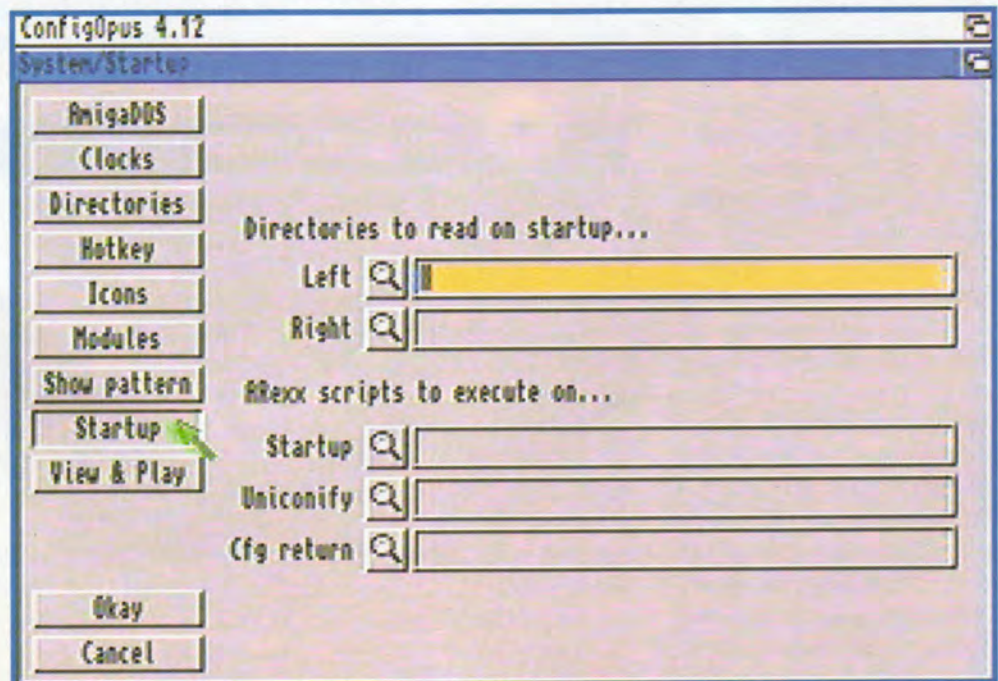 ConfigOpus 4.12
System/Startup
AmigaDOS
Clocks
Directories
Hotkey
Icons
Modules
Show pattern
Startup
View & Play
Okay
Cancel
Directories to read on startup...
Left
Right
ARexx scripts to execute on...
Startup
Uniconify
Cfg return